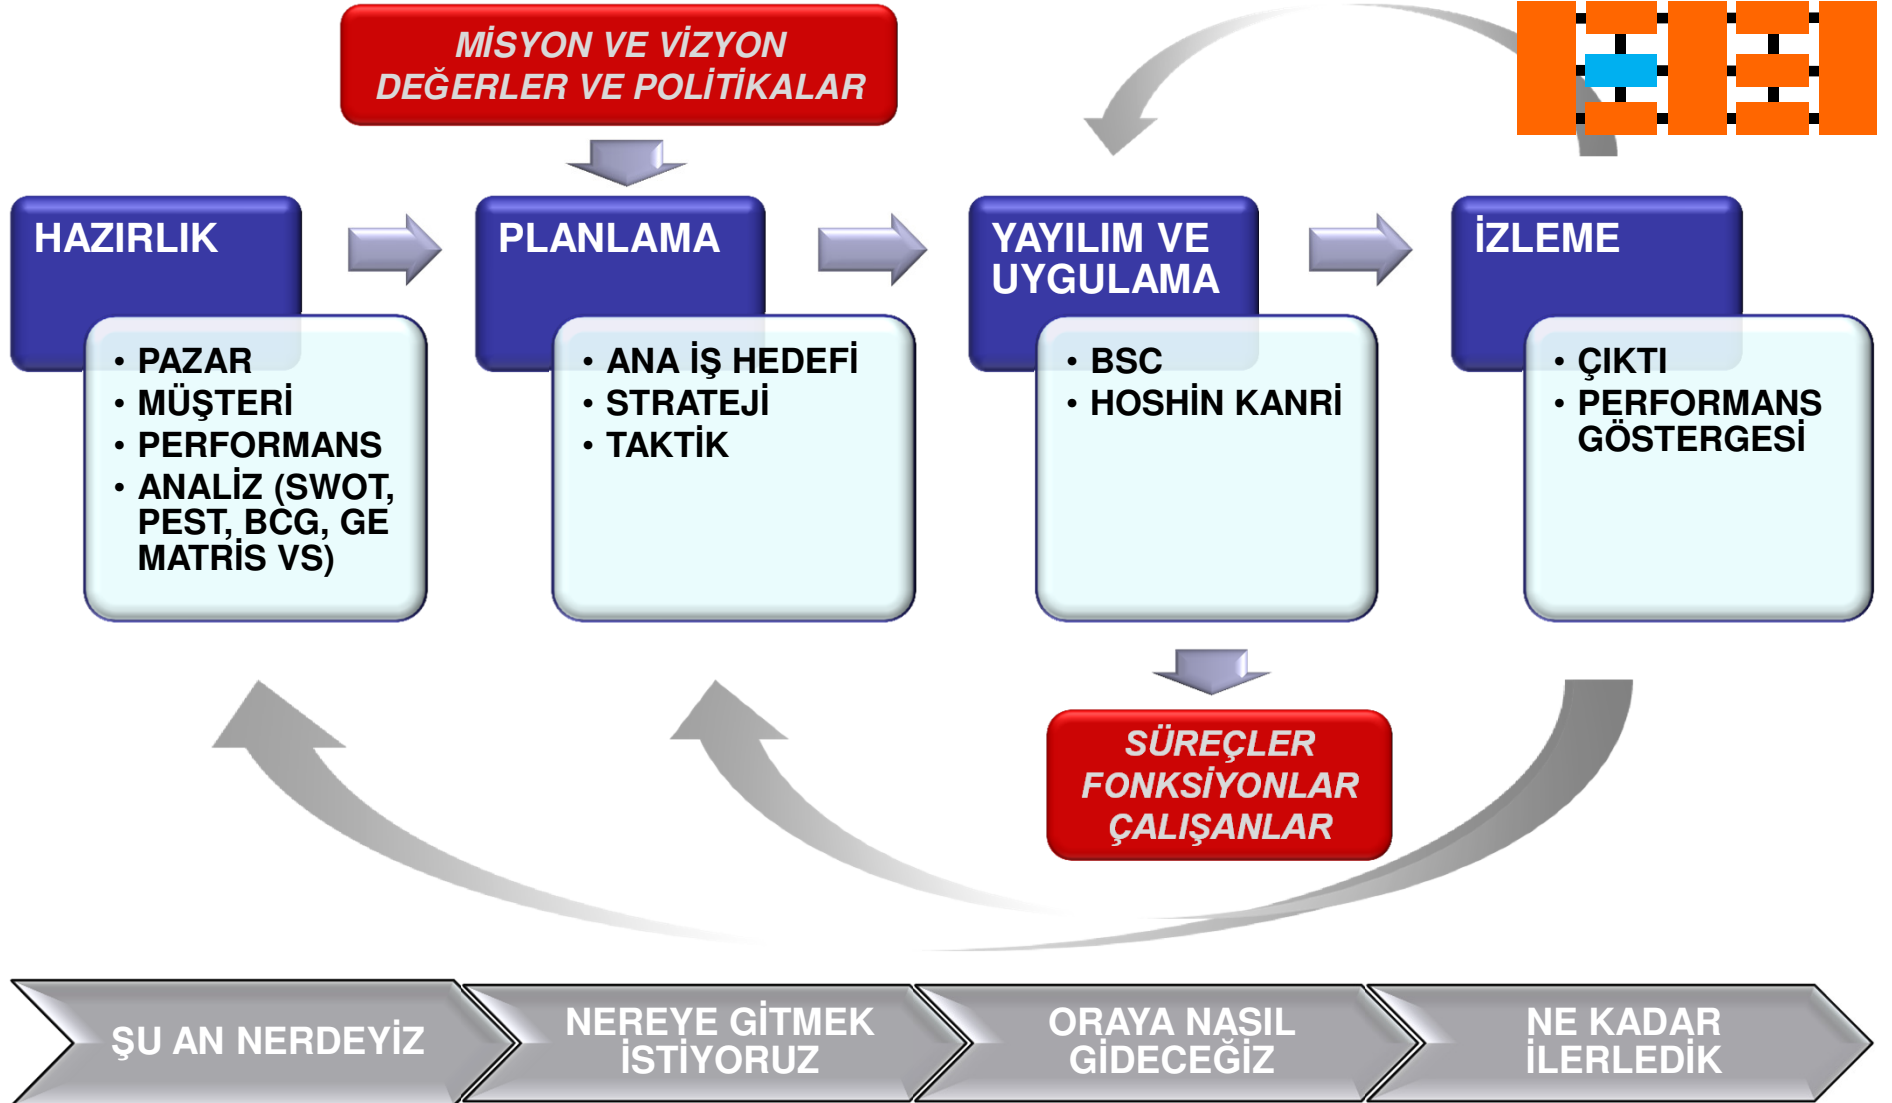 MİSYON VE VİZYON
DEĞERLER VE POLİTİKALAR
HAZIRLIK
• PAZAR
• MÜŞTERİ
• PERFORMANS
• ANALİZ (SWOT,
PEST, BCG, GE
MATRİS VS)
PLANLAMA
• ANA İŞ HEDEFİ
• STRATEJİ
• TAKTİK
YAYILIM VE
UYGULAMA
• BSC
• HOSHİN KANRİ
İZLEME
• ÇIKTI
• PERFORMANS
GÖSTERGESİ
SÜREÇLER
FONKSİYONLAR
ÇALIŞANLAR
ŞU AN NERDEYİZ
NEREYE GİTMEK
İSTİYORUZ
ORAYA NASIL
GİDECEĞİZ
NE KADAR
İLERLEDİK